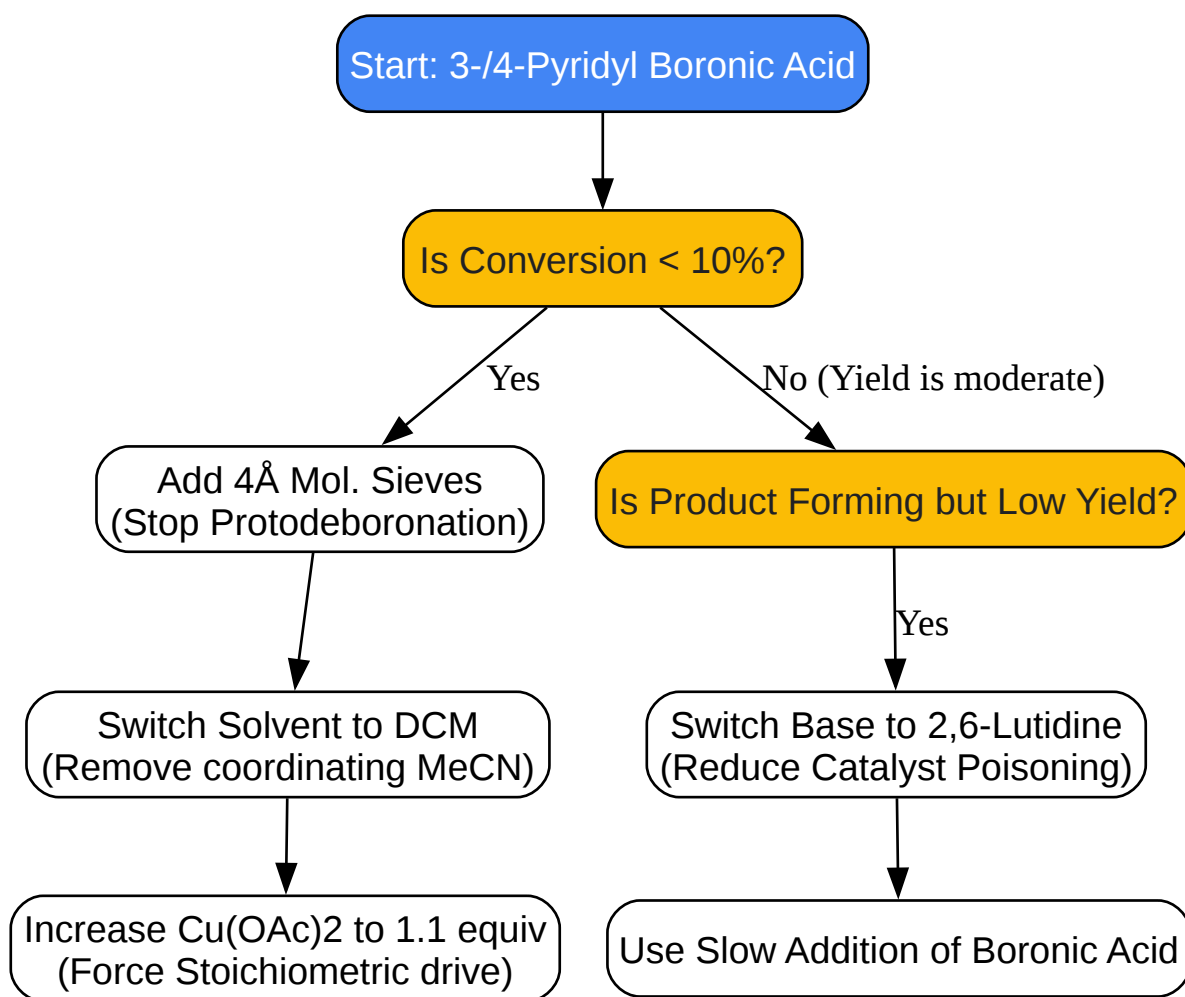 Start: 3-/4-Pyridyl Boronic Acid
Is Conversion < 10%?
Yes
No (Yield is moderate)
Add 4Å Mol. Sieves
(Stop Protodeboronation)
Is Product Forming but Low Yield?
Yes
Switch Solvent to DCM
(Remove coordinating MeCN)
Switch Base to 2,6-Lutidine
(Reduce Catalyst Poisoning)
Increase Cu(OAc)2 to 1.1 equiv
(Force Stoichiometric drive)
Use Slow Addition of Boronic Acid